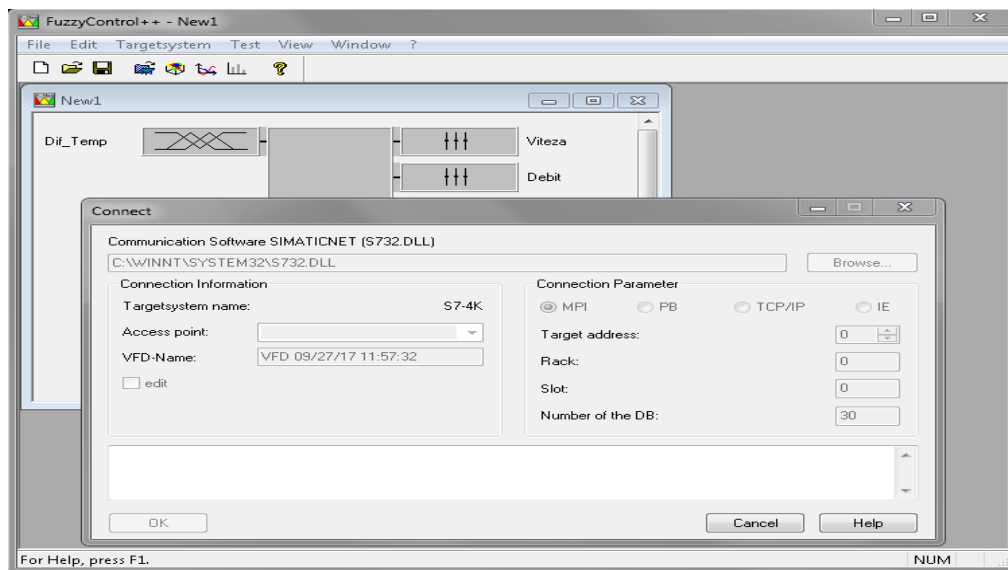 FuzzyControl++ - New1
File Edit Targetsystem Test View Window ?
New1
Dif_Temp
Viteza
Debit
Connect
Communication Software SIMATICNET (S732.DLL)
C:\WINNT\SYSTEM32\S732.DLL
Browse...
Connection Information
Targetsystem name: S7-4K
Access point:
VFD-Name: VFD 09/27/17 11:57:32
edit
Connection Parameter
MPI PB TCP/IP IE
Target address: 0
Rack: 0
Slot: 0
Number of the DB: 30
OK
Cancel
Help
For Help, press F1.
NUM